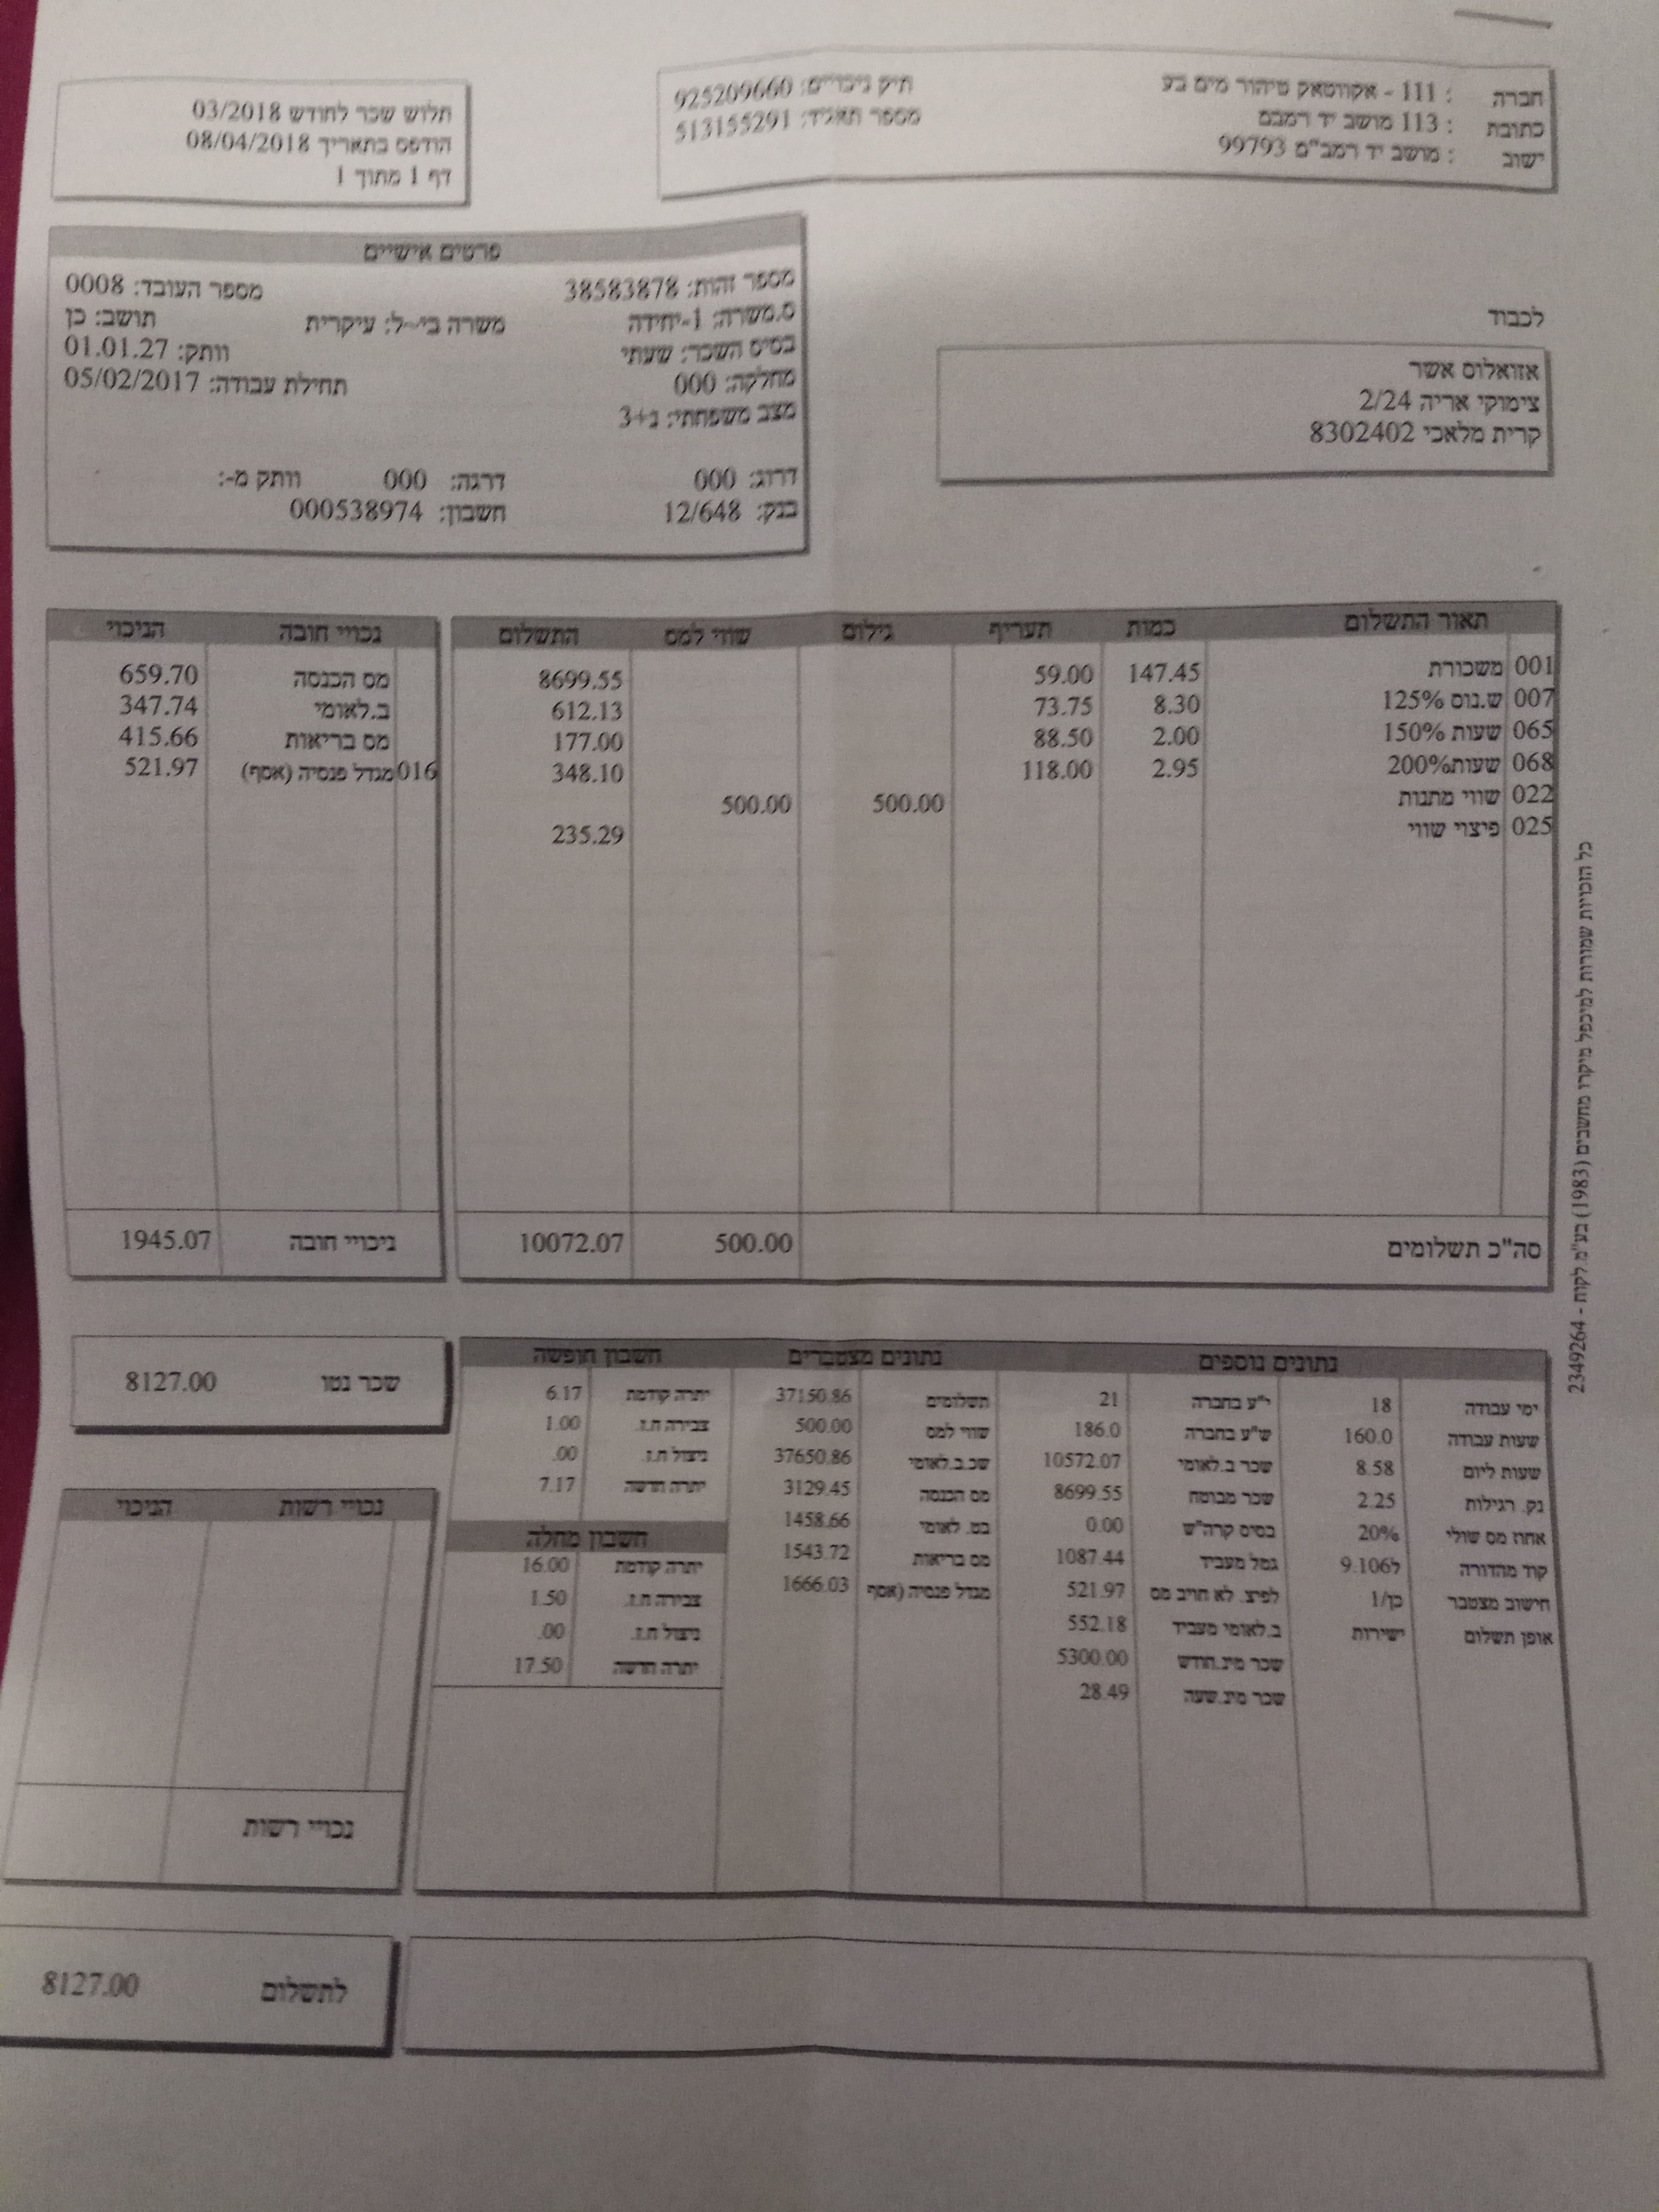 חברה : 111 - אקווטאק טיהור מים בע
כתובת : 113 מושב יד רמבם
ישוב : מושב יד רמב"ם 99793
תיק ניכויים: 925209660
מספר תאגיד: 513155291
תלוש שכר לחודש 03/2018
הודפס בתאריך 08/04/2018
דף 1 מתוך 1
פרטים אישיים
מספר זהות: 38583878 מספר העובד: 0008
ס.משרה: 1-יחידה משרה בי~ל: עיקרית תושב: כן
בסיס השכר: שעתי וותק: 01.01.27
מחלקה: 000 תחילת עבודה: 05/02/2017
מצב משפחתי: נ+3
דרוג: 000 דרגה: 000 וותק מ-:
בנק: 12/648 חשבון: 000538974
לכבוד
אזואלוס אשר
צימוקי אריה 2/24
קרית מלאכי 8302402
תאור התשלום כמות תעריף גילום שווי למס התשלום
001 משכורת 147.45 59.00 8699.55
007 ש.נוס 125% 8.30 73.75 612.13
065 שעות 150% 2.00 88.50 177.00
068 שעות200% 2.95 118.00 348.10
022 שווי מתנות 500.00 500.00
025 פיצוי שווי 235.29
סה"כ תשלומים 500.00 10072.07
נכויי חובה הניכוי
מס הכנסה 659.70
ב.לאומי 347.74
מס בריאות 415.66
016 מגדל פנסיה (אסף) 521.97
ניכויי חובה 1945.07
נתונים נוספים
ימי עבודה 18 י"ע בחברה 21
שעות עבודה 160.0 ש"ע בחברה 186.0
שעות ליום 8.58 שכר ב.לאומי 10572.07
נק. רגילות 2.25 שכר מבוטח 8699.55
אחוז מס שולי 20% בסיס קרה"ש 0.00
קוד מהדורה 9.106ל גמל מעביד 1087.44
חישוב מצטבר כן/1 לפיצ. לא חויב מס 521.97
אופן תשלום ישירות ב.לאומי מעביד 552.18
שכר מינ.חודש 5300.00
שכר מינ.שעה 28.49
נתונים מצטברים
תשלומים 37150.86
שווי למס 500.00
שכ.ב.לאומי 37650.86
מס הכנסה 3129.45
בט. לאומי 1458.66
מס בריאות 1543.72
מגדל פנסיה (אסף 1666.03
חשבון חופשה
יתרה קודמת 6.17
צבירה ח.ז. 1.00
ניצול ח.ז. .00
יתרה חדשה 7.17
חשבון מחלה
יתרה קודמת 16.00
צבירה ח.ז. 1.50
ניצול ח.ז. .00
יתרה חדשה 17.50
שכר נטו 8127.00
נכויי רשות הניכוי
נכויי רשות
לתשלום 8127.00
כל הזכויות שמורות למיכפל מיקרו מחשבים (1983) בע"מ.לקוח - 2349264